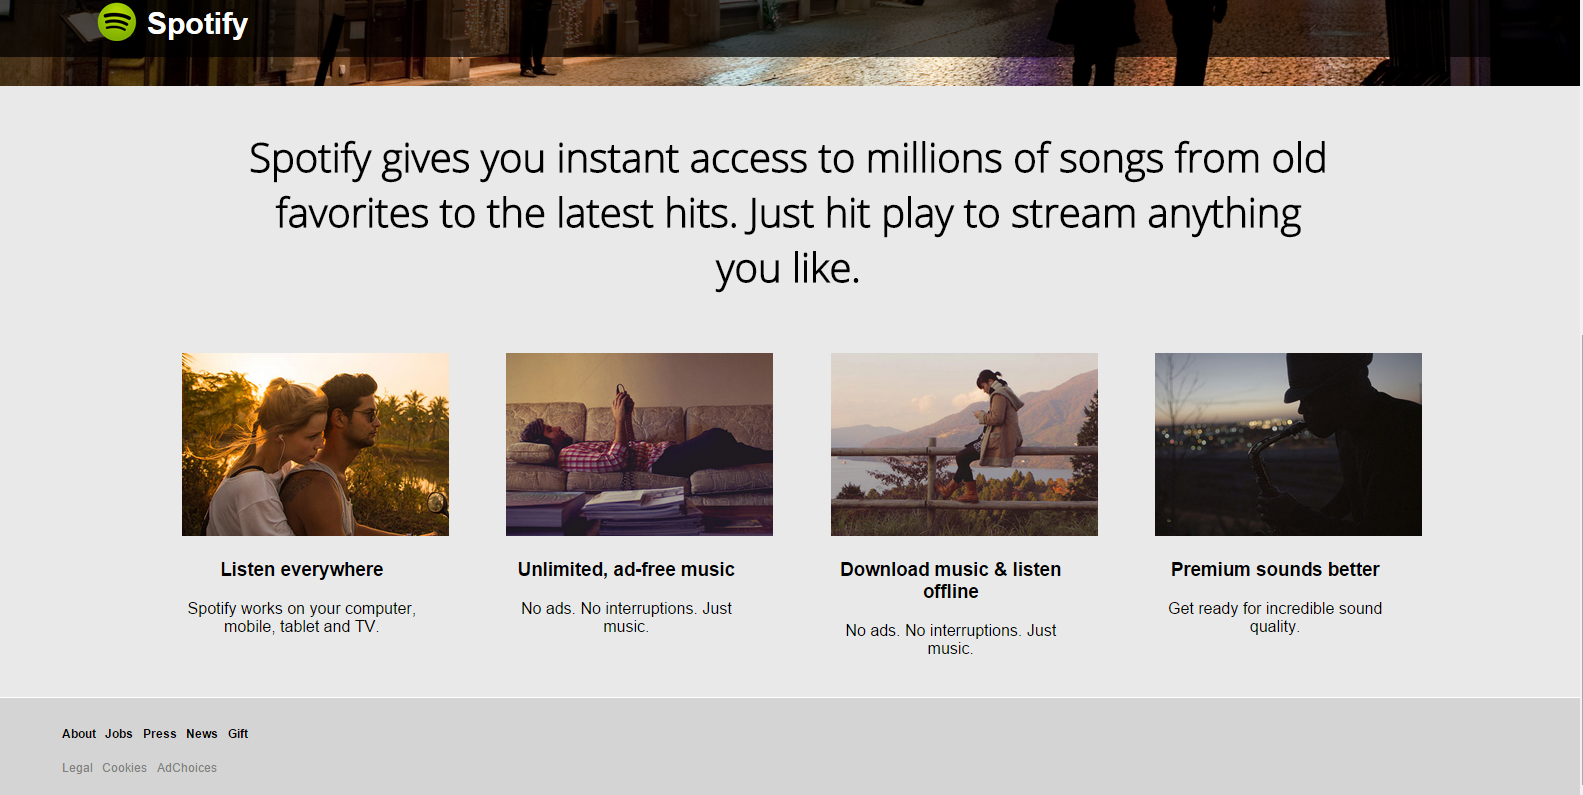 Spotify
Spotify gives you instant access to millions of songs from old
favorites to the latest hits. Just hit play to stream anything
you like.
Listen everywhere
Spotify works on your computer,
mobile, tablet and TV.
Unlimited, ad-free music
No ads. No interruptions. Just
music.
Download music & listen
offline
No ads. No interruptions. Just
music.
Premium sounds better
Get ready for incredible sound
quality.
About Jobs Press News Gift
Legal Cookies AdChoices